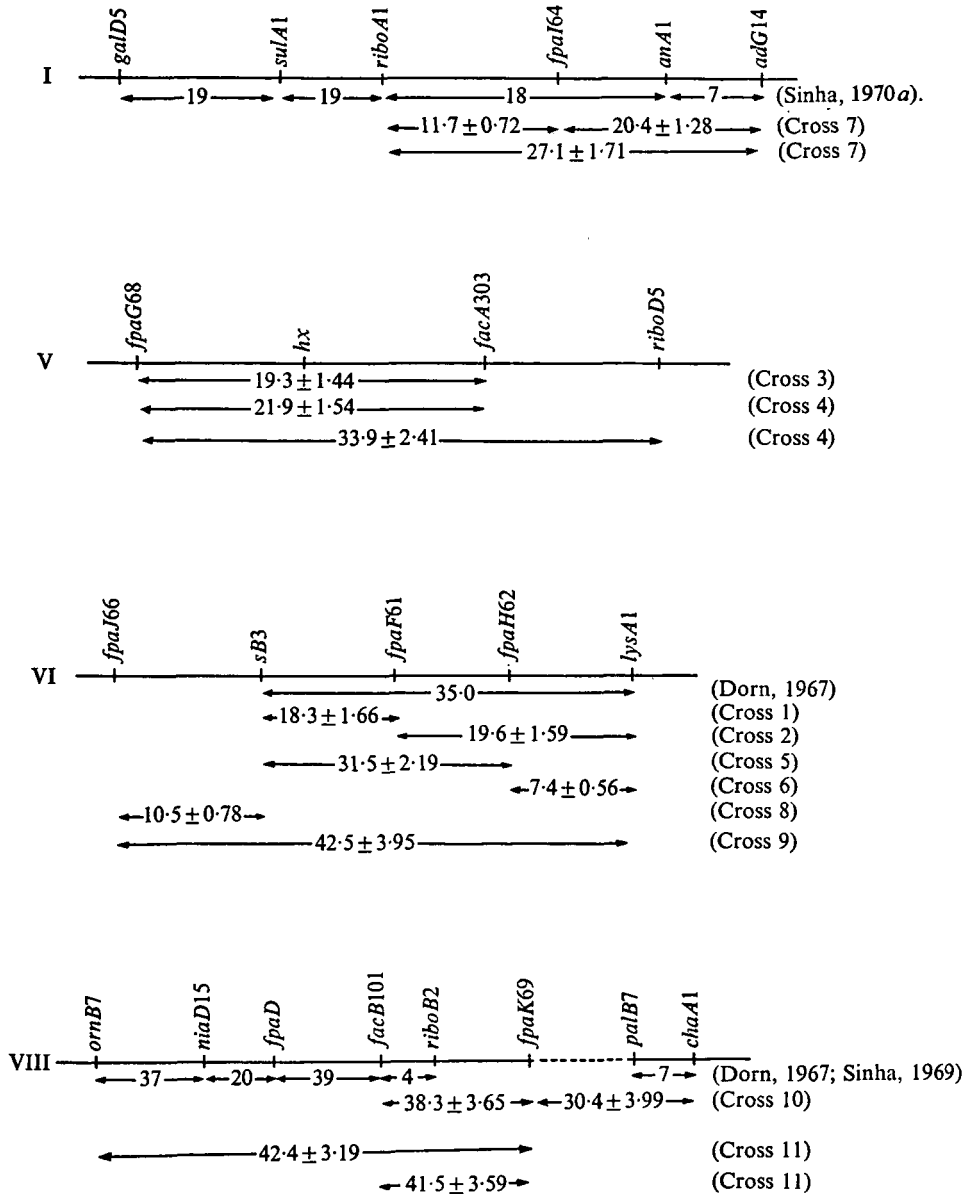 galD5 sulA1 riboA1 fpaI64 anA1 adG14
I
19 19 18 7 (Sinha, 1970a).
11·7±0·72 20·4±1·28 (Cross 7)
27·1±1·71 (Cross 7)
fpaG68 hx facA303 riboD5
V
19·3±1·44 (Cross 3)
21·9±1·54 (Cross 4)
33·9±2·41 (Cross 4)
fpaJ66 sB3 fpaF61 fpaH62 lysA1
VI
35·0 (Dorn, 1967)
18·3±1·66 (Cross 1)
19·6±1·59 (Cross 2)
31·5±2·19 (Cross 5)
7·4±0·56 (Cross 6)
10·5±0·78 (Cross 8)
42·5±3·95 (Cross 9)
ornB7 niaD15 fpaD facB101 riboB2 fpaK69 palB7 chaA1
VIII
37 20 39 4 7 (Dorn, 1967; Sinha, 1969)
38·3±3·65 30·4±3·99 (Cross 10)
42·4±3·19 (Cross 11)
41·5±3·59 (Cross 11)